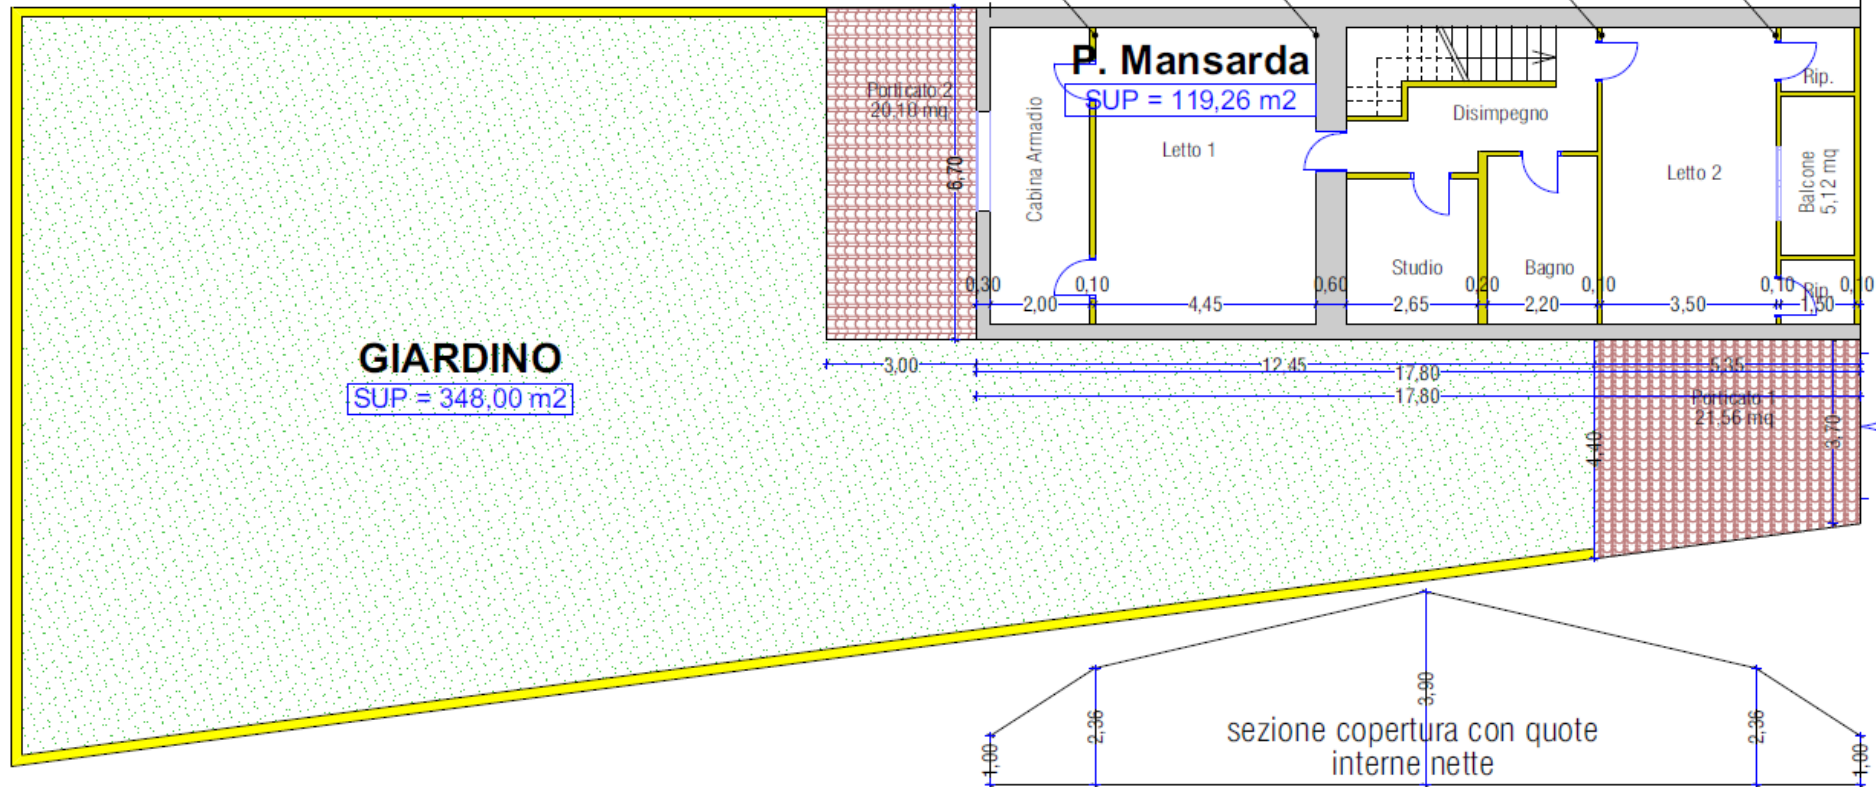 P. Mansarda
SUP = 119,26 m2
Porticato 2
20.10 mq
6,70
Cabina Armadio
Letto 1
Disimpegno
Letto 2
Rip.
Balcone
5,12 mq
Studio
Bagno
Rip.
0,30
0,10
0,60
0,20
0,10
0,10
0,10
2,00
4,45
2,65
2,20
3,50
1,50
GIARDINO
SUP = 348,00 m2
3,00
12,45
5,35
17,80
17,80
Porticato 1
21.56 mq
4,40
3,70
sezione copertura con quote
interne nette
1,00
2,36
3,90
2,36
1,00